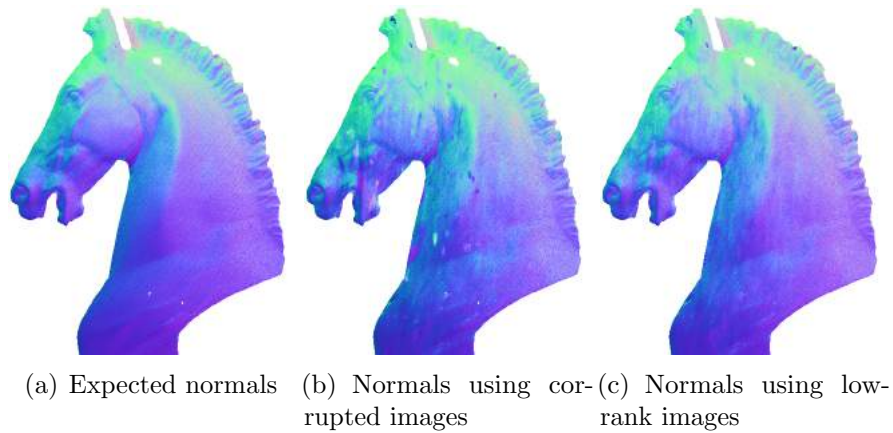 (a) Expected normals
(b) Normals using cor-
rupted images
(c) Normals using low-
rank images